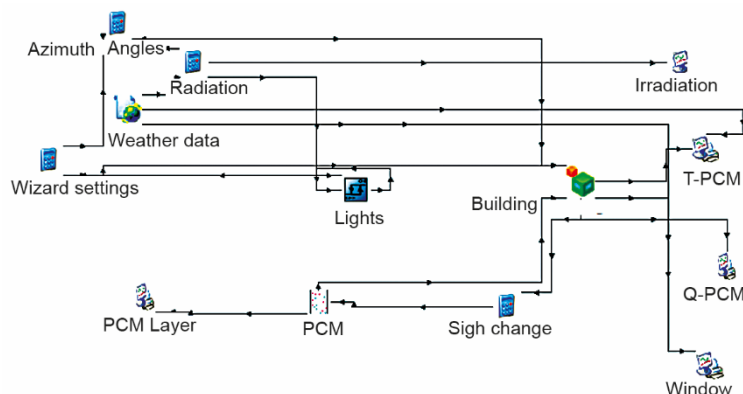 Azimuth Angles
Radiation
Irradiation
Weather data
T-PCM
Wizard settings
Lights
Building
Q-PCM
PCM Layer
PCM
Sigh change
Window